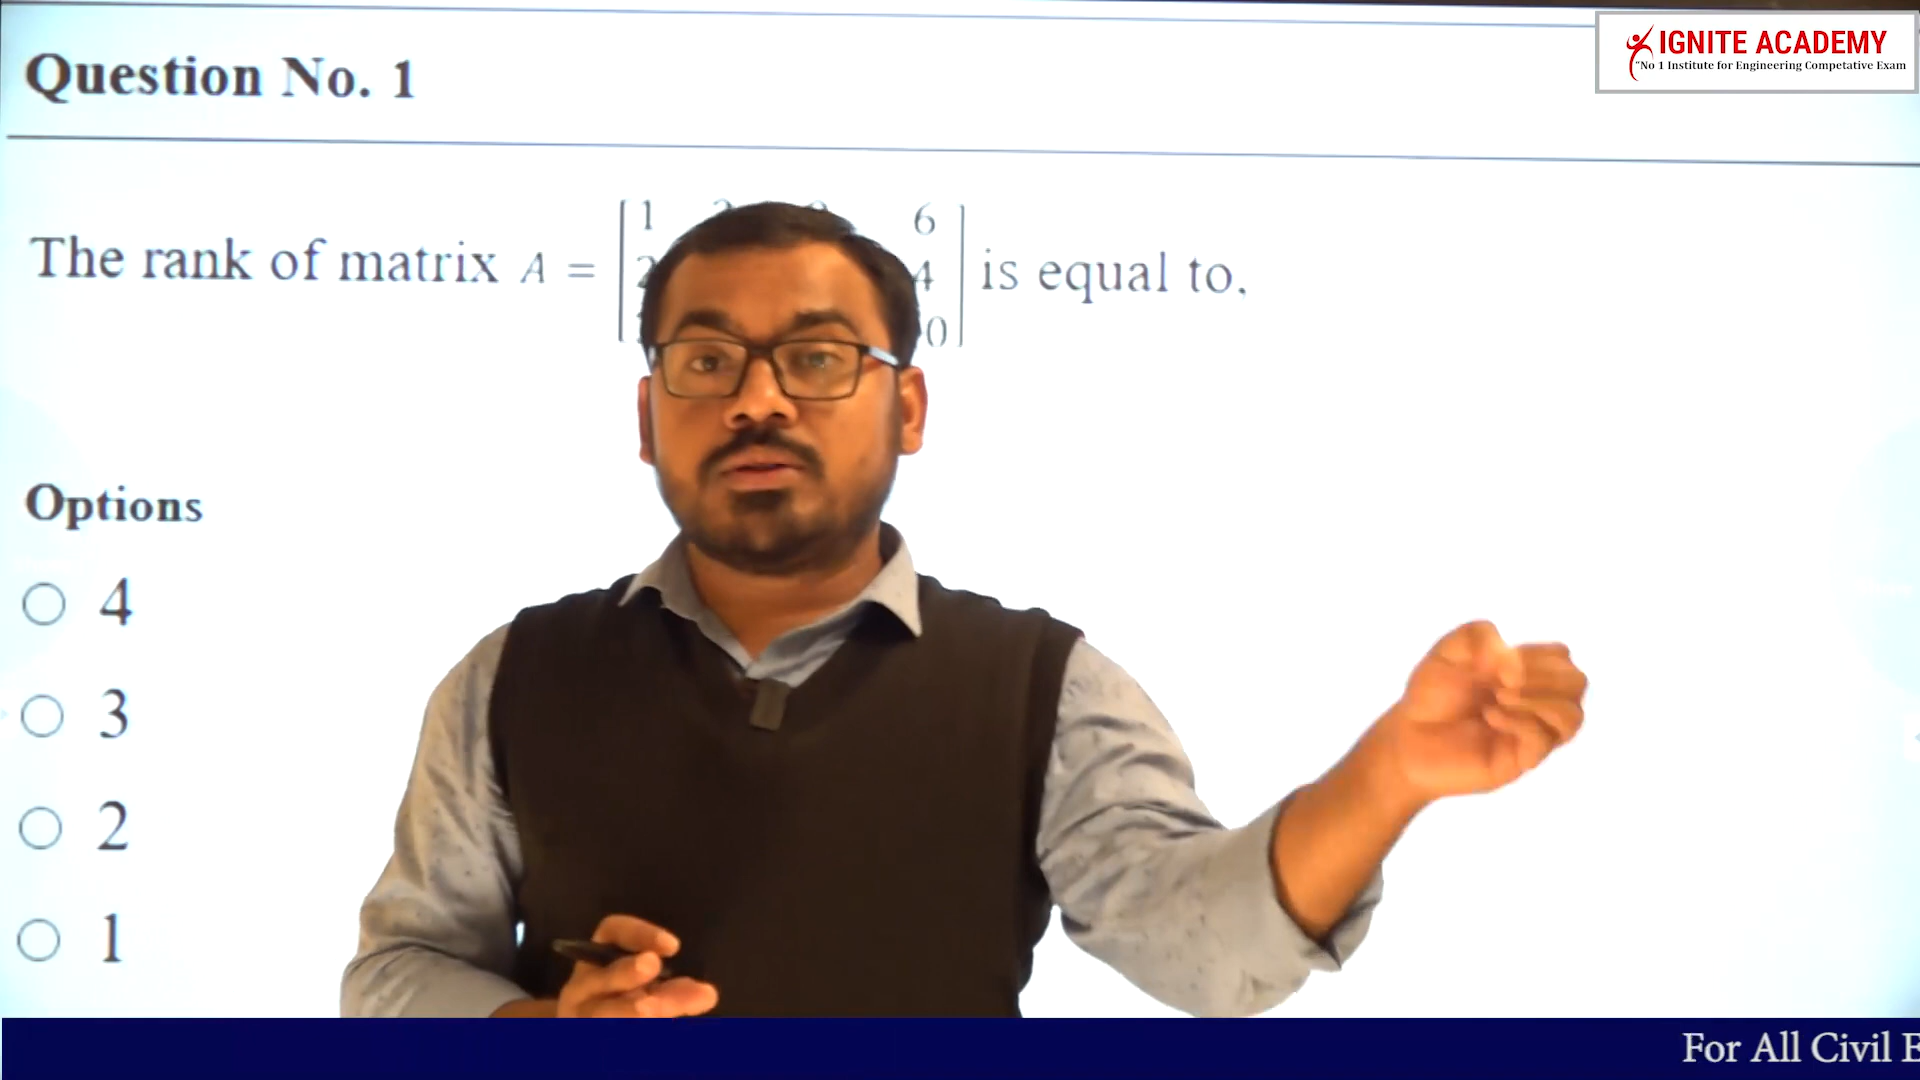 IGNITE ACADEMY
"No 1 Institute for Engineering Competative Exam
Question No. 1
The rank of matrix A = 1 6 4 0 is equal to.
Options
4
3
2
1
For All Civil E